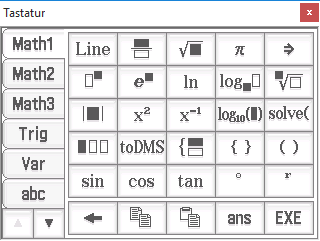 Tastatur
x
Math1
Line
√■
π
⇒
Math2
□■
e■
ln
log■□
■√□
Math3
|■|
x²
x⁻¹
log₁₀(■)
solve(
Trig
■□□
toDMS
{ }
( )
Var
sin
cos
tan
°
r
abc
ans
EXE